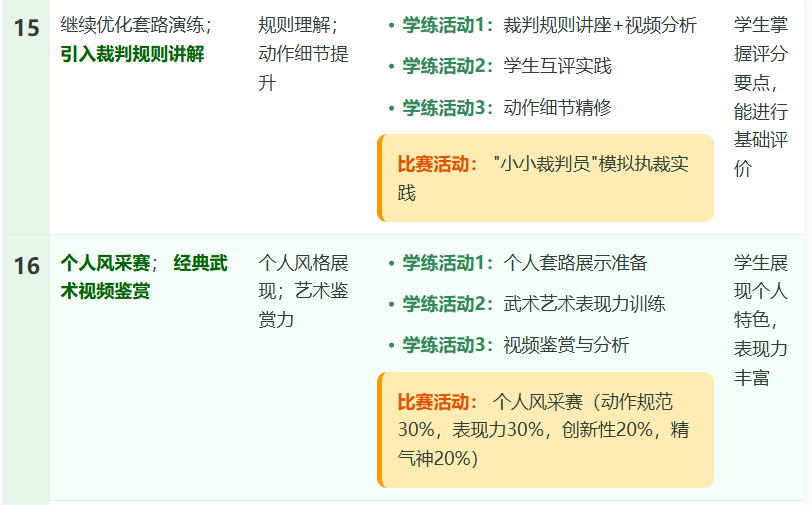 15
继续优化套路演练；
引入裁判规则讲解
规则理解；
动作细节提
升
• 学练活动1：裁判规则讲座+视频分析
• 学练活动2：学生互评实践
• 学练活动3：动作细节精修
比赛活动： "小小裁判员"模拟执裁实
践
学生掌
握评分
要点，
能进行
基础评
价
16
个人风采赛； 经典武
术视频鉴赏
个人风格展
现；艺术鉴
赏力
• 学练活动1：个人套路展示准备
• 学练活动2：武术艺术表现力训练
• 学练活动3：视频鉴赏与分析
比赛活动： 个人风采赛（动作规范
30%，表现力30%，创新性20%，精
气神20%）
学生展
现个人
特色，
表现力
丰富